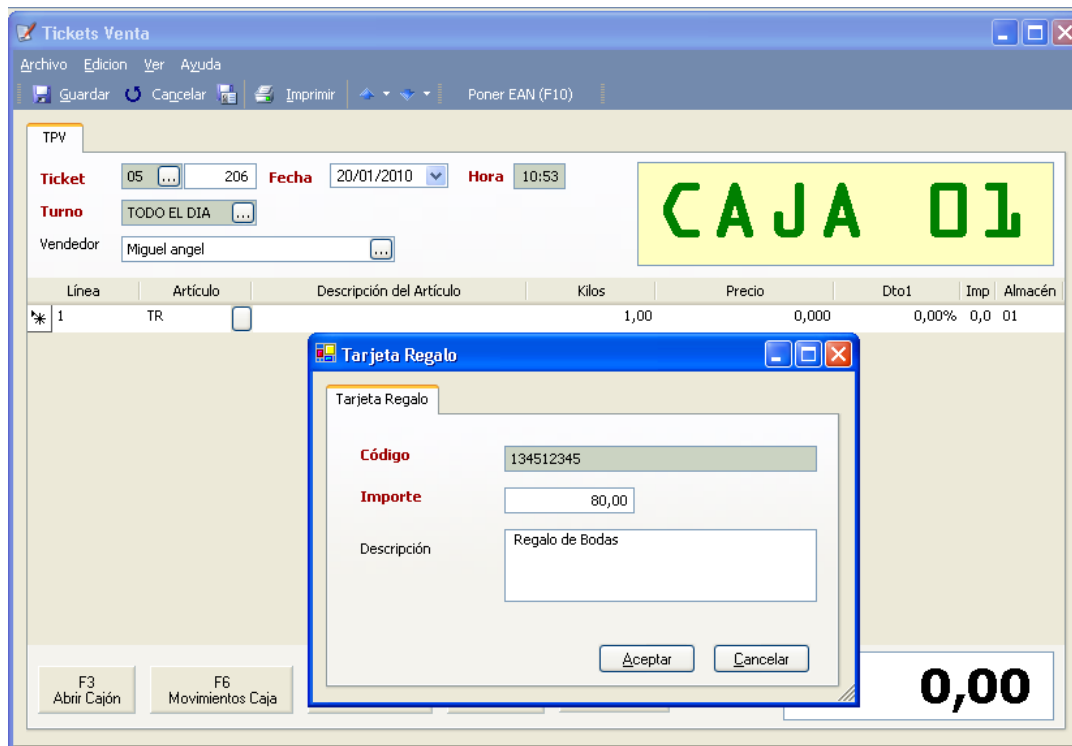 Tickets Venta
Archivo Edicion Ver Ayuda
Guardar Cancelar Imprimir Poner EAN (F10)
TPV
Ticket 05 ... 206 Fecha 20/01/2010 Hora 10:53
CAJA 01
Turno TODO EL DIA ...
Vendedor Miguel angel ...
Línea Artículo Descripción del Artículo Kilos Precio Dto1 Imp Almacén
1 TR 1,00 0,000 0,00% 0,0 01
Tarjeta Regalo
Tarjeta Regalo
Código 134512345
Importe 80,00
Descripción Regalo de Bodas
Aceptar Cancelar
F3 F6
Abrir Cajón Movimientos Caja
0,00